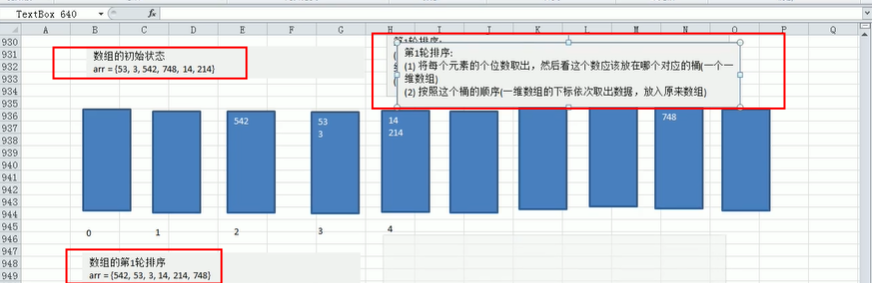 TextBox 640
fx
A B C D E F G H I J K L M N O P Q
930
931
932
933
934
935
936
937
938
939
940
941
942
943
944
945
946
947
948
949
数组的初始状态
arr = {53, 3, 542, 748, 14, 214}
第1轮排序:
第1轮排序:
(1) 将每个元素的个位数取出，然后看这个数应该放在哪个对应的桶(一个一
维数组)
(2) 按照这个桶的顺序(一维数组的下标依次取出数据，放入原来数组)
542
53
3
14
214
748
0 1 2 3 4
数组的第1轮排序
arr = {542, 53, 3, 14, 214, 748}